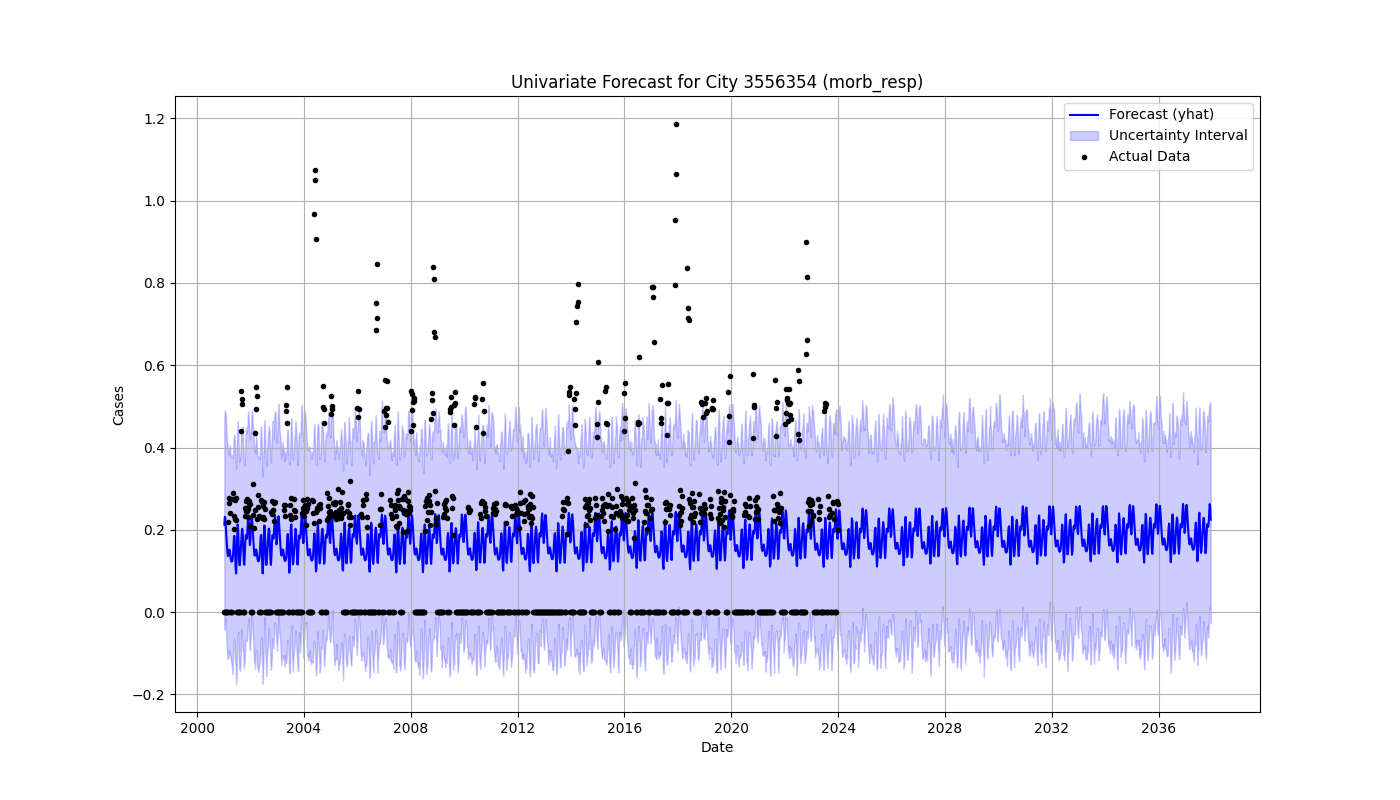 Univariate Forecast for City 3556354 (morb_resp)
Forecast (yhat)
Uncertainty Interval
Actual Data
Cases
1.2
1.0
0.8
0.6
0.4
0.2
0.0
−0.2
2000 2004 2008 2012 2016 2020 2024 2028 2032 2036
Date